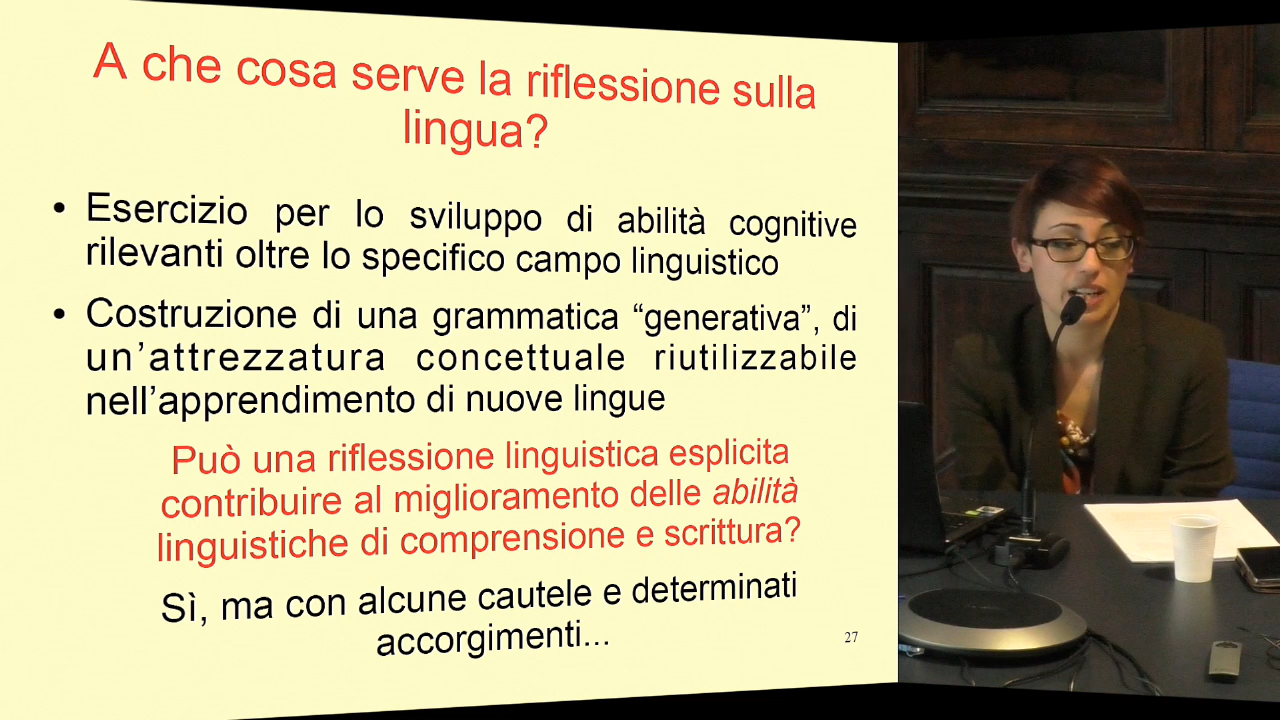 A che cosa serve la riflessione sulla
lingua?
• Esercizio per lo sviluppo di abilità cognitive
rilevanti oltre lo specifico campo linguistico
• Costruzione di una grammatica “generativa”, di
un’attrezzatura concettuale riutilizzabile
nell’apprendimento di nuove lingue
Può una riflessione linguistica esplicita
contribuire al miglioramento delle abilità
linguistiche di comprensione e scrittura?
Sì, ma con alcune cautele e determinati
accorgimenti...
27